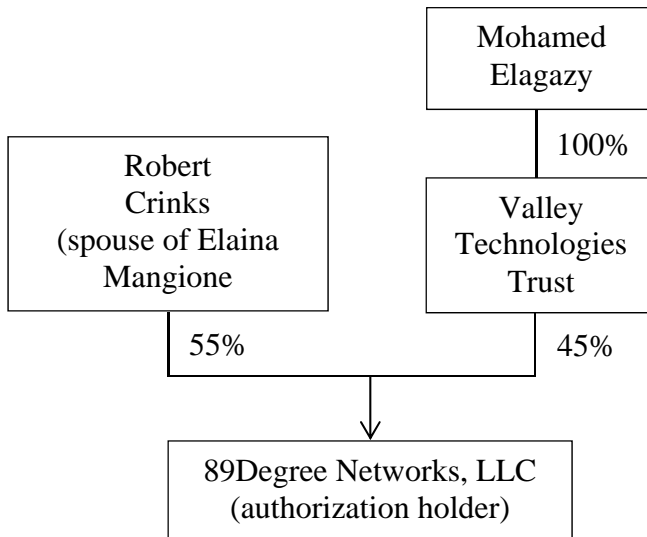 Mohamed
Elagazy
100%
Robert
Crinks
(spouse of Elaina
Mangione
Valley
Technologies
Trust
55%
45%
89Degree Networks, LLC
(authorization holder)